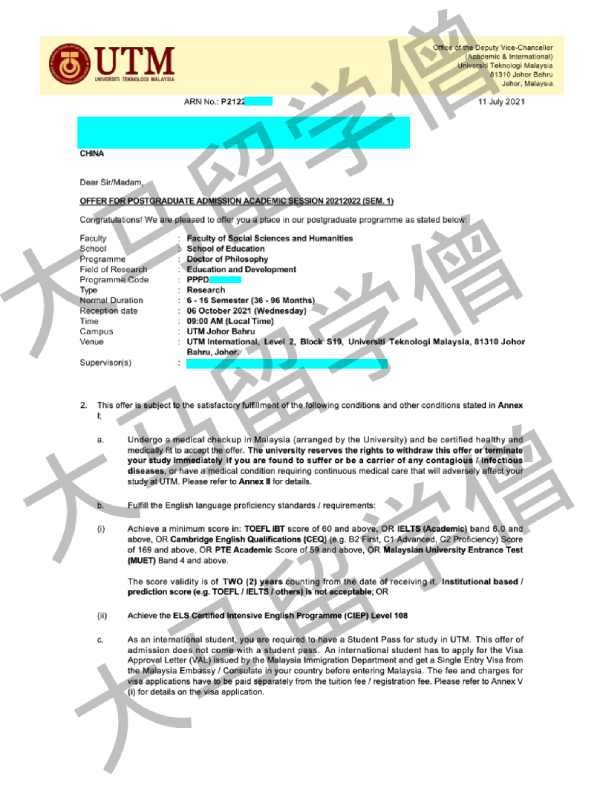 UTM
UNIVERSITI TEKNOLOGI MALAYSIA
Office of the Deputy Vice-Chancellor
(Academic & International)
Universiti Teknologi Malaysia
81310 Johor Bahru
Johor, Malaysia
ARN No.: P2122
11 July 2021
CHINA
Dear Sir/Madam,
OFFER FOR POSTGRADUATE ADMISSION ACADEMIC SESSION 20212022 (SEM. 1)
Congratulations! We are pleased to offer you a place in our postgraduate programme as stated below:
Faculty : Faculty of Social Sciences and Humanities
School : School of Education
Programme : Doctor of Philosophy
Field of Research : Education and Development
Programme Code : PPPD
Type : Research
Normal Duration : 6 - 16 Semester (36 - 96 Months)
Reception date : 06 October 2021 (Wednesday)
Time : 09:00 AM (Local Time)
Campus : UTM Johor Bahru
Venue : UTM International, Level 2, Block S19, Universiti Teknologi Malaysia, 81310 Johor
Bahru, Johor.
Supervisor(s) :
2. This offer is subject to the satisfactory fulfillment of the following conditions and other conditions stated in Annex
I;
a. Undergo a medical checkup in Malaysia (arranged by the University) and be certified healthy and
medically fit to accept the offer. The university reserves the rights to withdraw this offer or terminate
your study immediately if you are found to suffer or be a carrier of any contagious / infectious
diseases, or have a medical condition requiring continuous medical care that will adversely affect your
study at UTM. Please refer to Annex II for details.
b. Fulfill the English language proficiency standards / requirements:
(i) Achieve a minimum score in: TOEFL iBT score of 60 and above, OR IELTS (Academic) band 6.0 and
above, OR Cambridge English Qualifications (CEQ) (e.g. B2 First, C1 Advanced, C2 Proficiency) Score
of 169 and above, OR PTE Academic Score of 59 and above, OR Malaysian University Entrance Test
(MUET) Band 4 and above.
The score validity is of TWO (2) years counting from the date of receiving it. Institutional based /
prediction score (e.g. TOEFL / IELTS / others) is not acceptable; OR
(ii) Achieve the ELS Certified Intensive English Programme (CIEP) Level 108
c. As an international student, you are required to have a Student Pass for study in UTM. This offer of
admission does not come with a student pass. An international student has to apply for the Visa
Approval Letter (VAL) issued by the Malaysia Immigration Department and get a Single Entry Visa from
the Malaysia Embassy / Consulate in your country before entering Malaysia. The fee and charges for
visa applications have to be paid separately from the tuition fee / registration fee. Please refer to Annex V
(i) for details on the visa application.
大马留学僧
大马留学僧
大马留学僧
大马留学僧